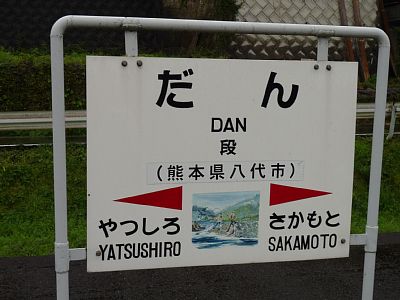 だん
DAN
段
(熊本県八代市)
やつしろ さかもと
YATSUSHIRO SAKAMOTO